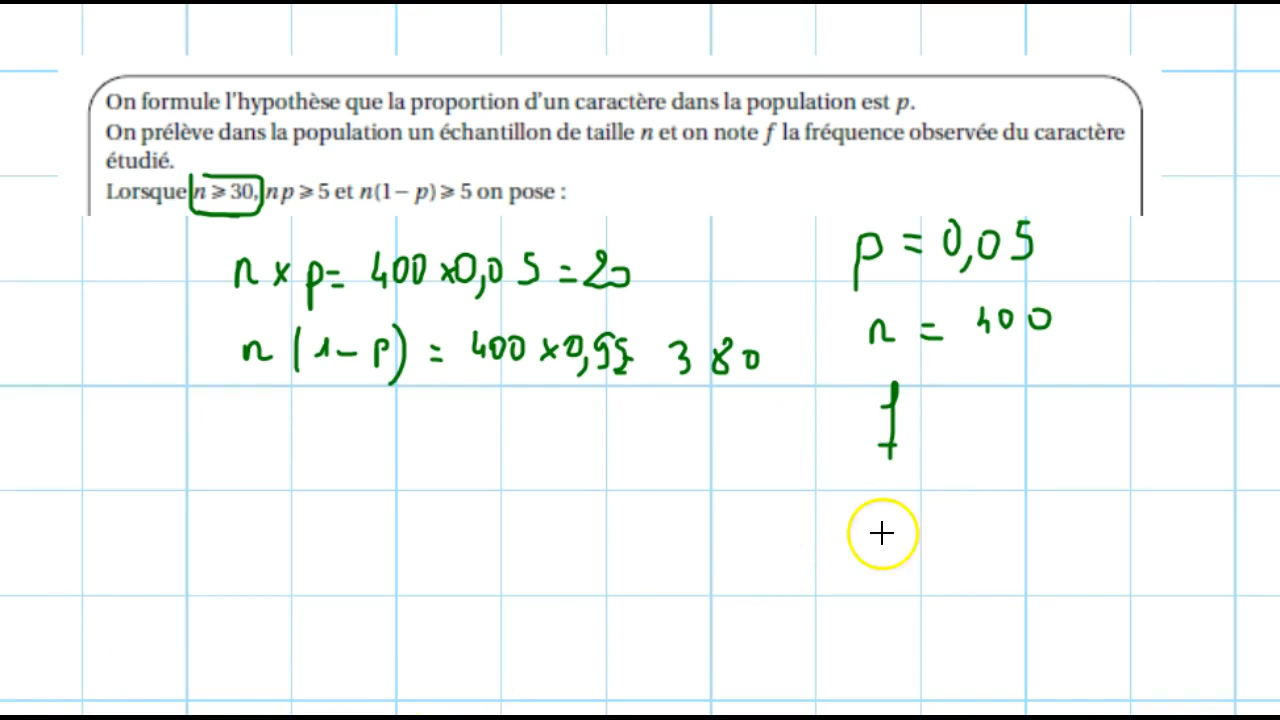 On formule l'hypothèse que la proportion d'un caractère dans la population est p.
On prélève dans la population un échantillon de taille n et on note f la fréquence observée du caractère
étudié.
Lorsque n ⩾ 30, np ⩾ 5 et n(1 − p) ⩾ 5 on pose :
p = 0,05
n × p = 400 × 0,05 = 20
n = 400
n (1 − p) = 400 × 0,95 380
f